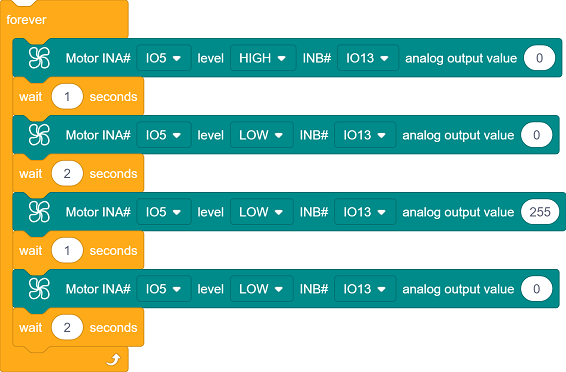 forever
Motor INA# IO5 level HIGH INB# IO13 analog output value 0
wait 1 seconds
Motor INA# IO5 level LOW INB# IO13 analog output value 0
wait 2 seconds
Motor INA# IO5 level LOW INB# IO13 analog output value 255
wait 1 seconds
Motor INA# IO5 level LOW INB# IO13 analog output value 0
wait 2 seconds